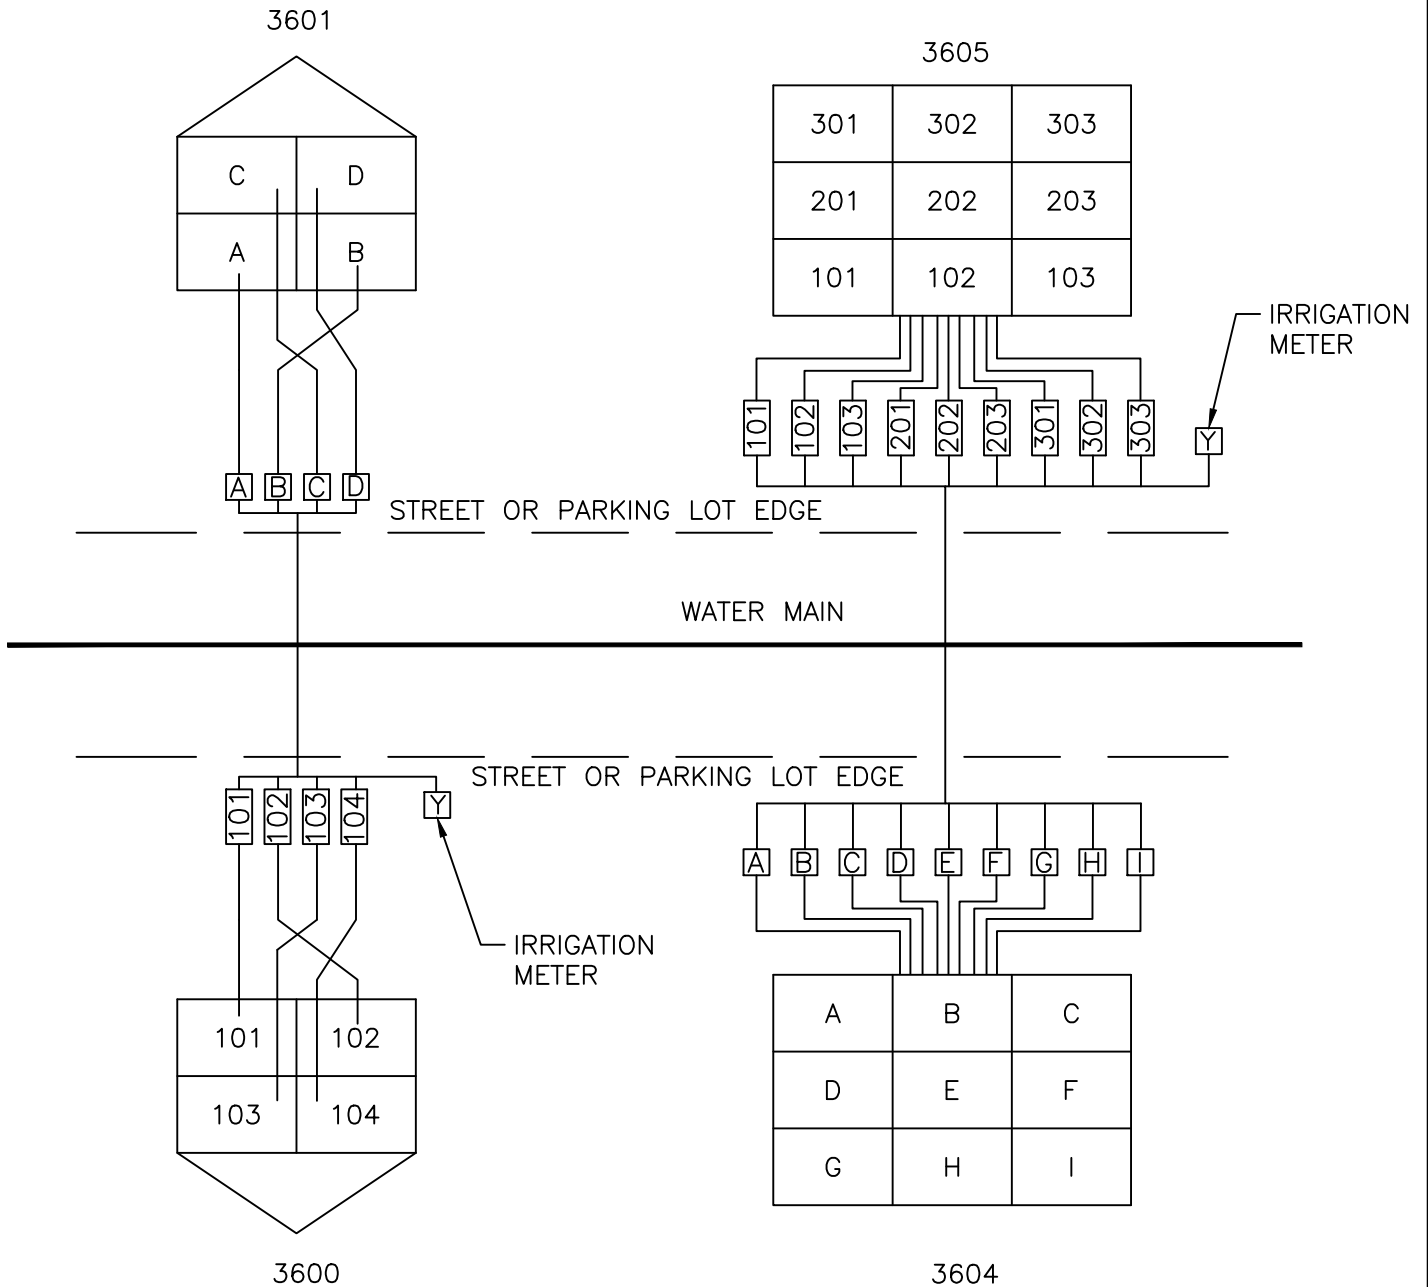 3601
3605
C D
A B
301 302 303
201 202 203
101 102 103
IRRIGATION
METER
101 102 103 201 202 203 301 302 303 Y
A B C D
STREET OR PARKING LOT EDGE
WATER MAIN
STREET OR PARKING LOT EDGE
101 102 103 104 Y
A B C D E F G H I
IRRIGATION
METER
101 102
103 104
A B C
D E F
G H I
3600
3604